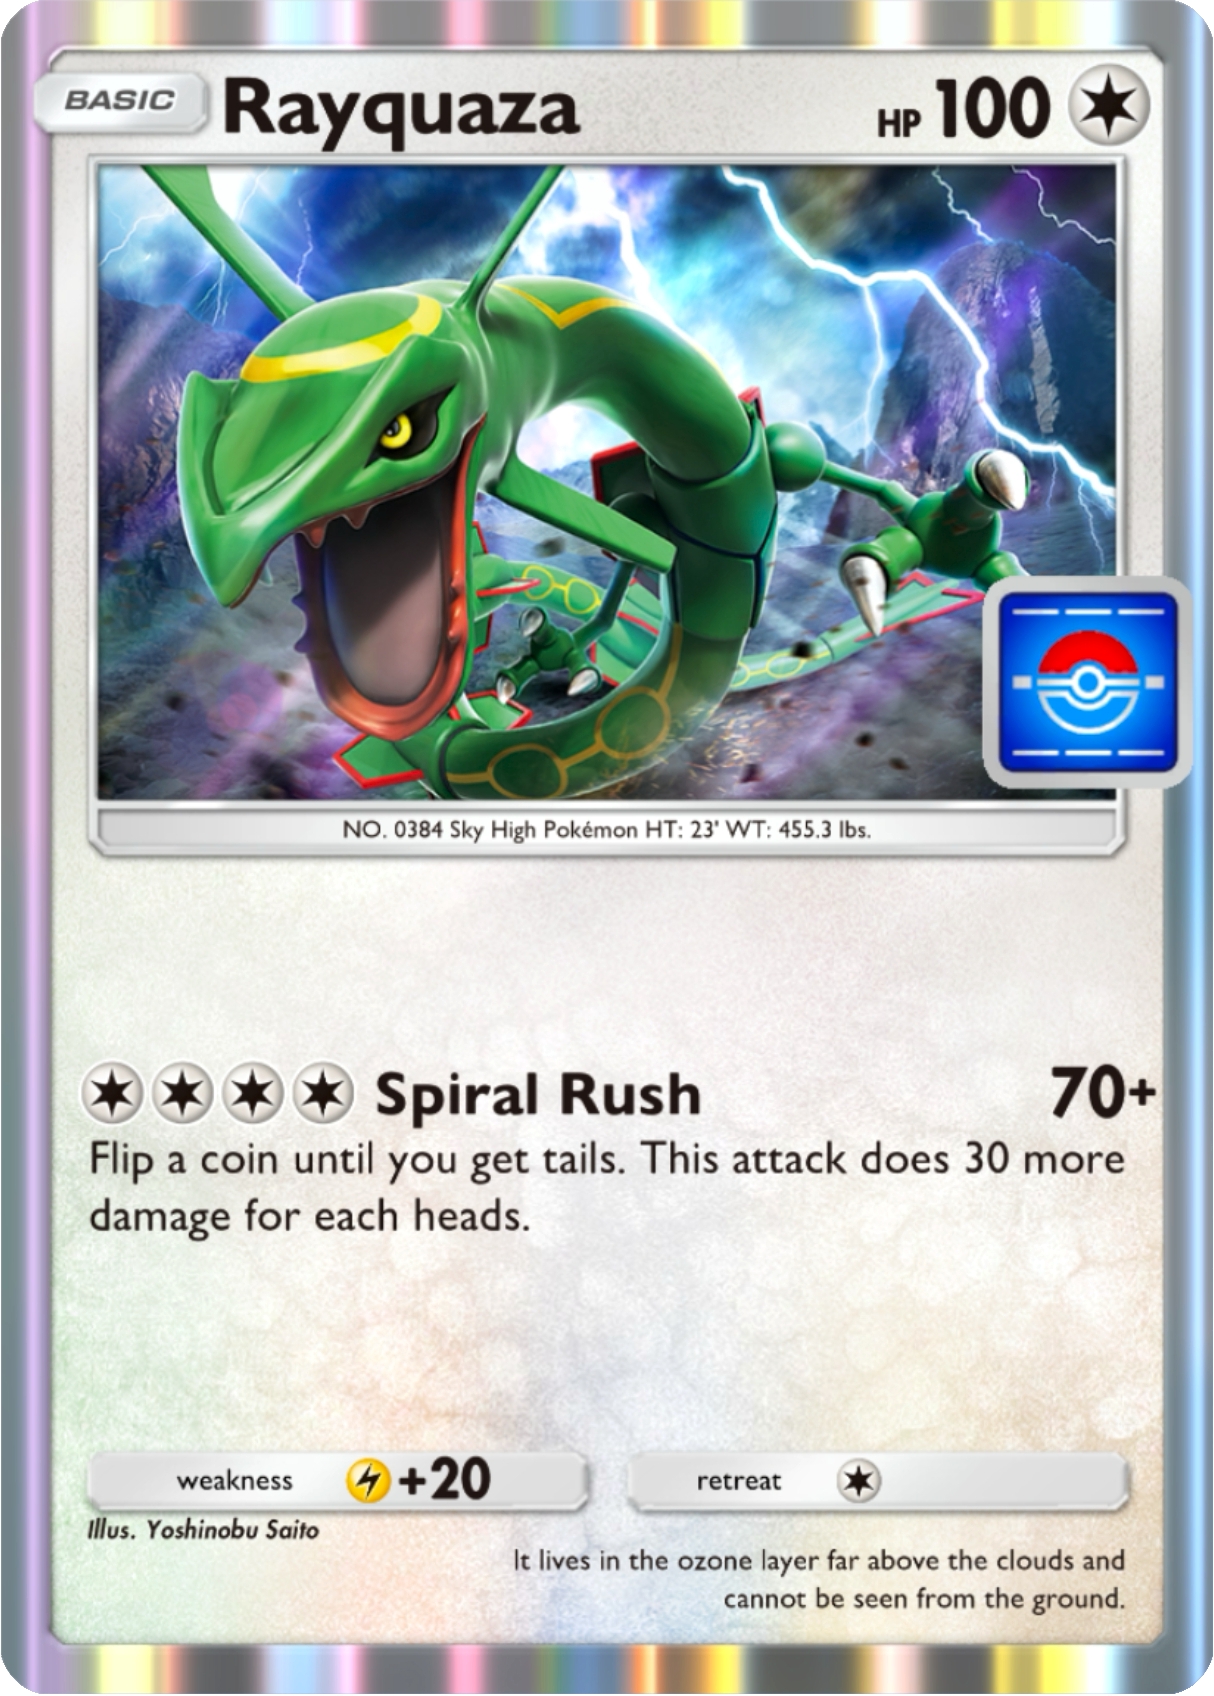 BASIC Rayquaza HP 100
NO. 0384 Sky High Pokémon HT: 23' WT: 455.3 lbs.
Spiral Rush 70+
Flip a coin until you get tails. This attack does 30 more
damage for each heads.
weakness +20 retreat
Illus. Yoshinobu Saito
It lives in the ozone layer far above the clouds and
cannot be seen from the ground.